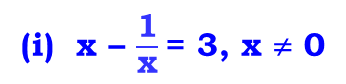 (i) x – 1/x = 3, x ≠ 0